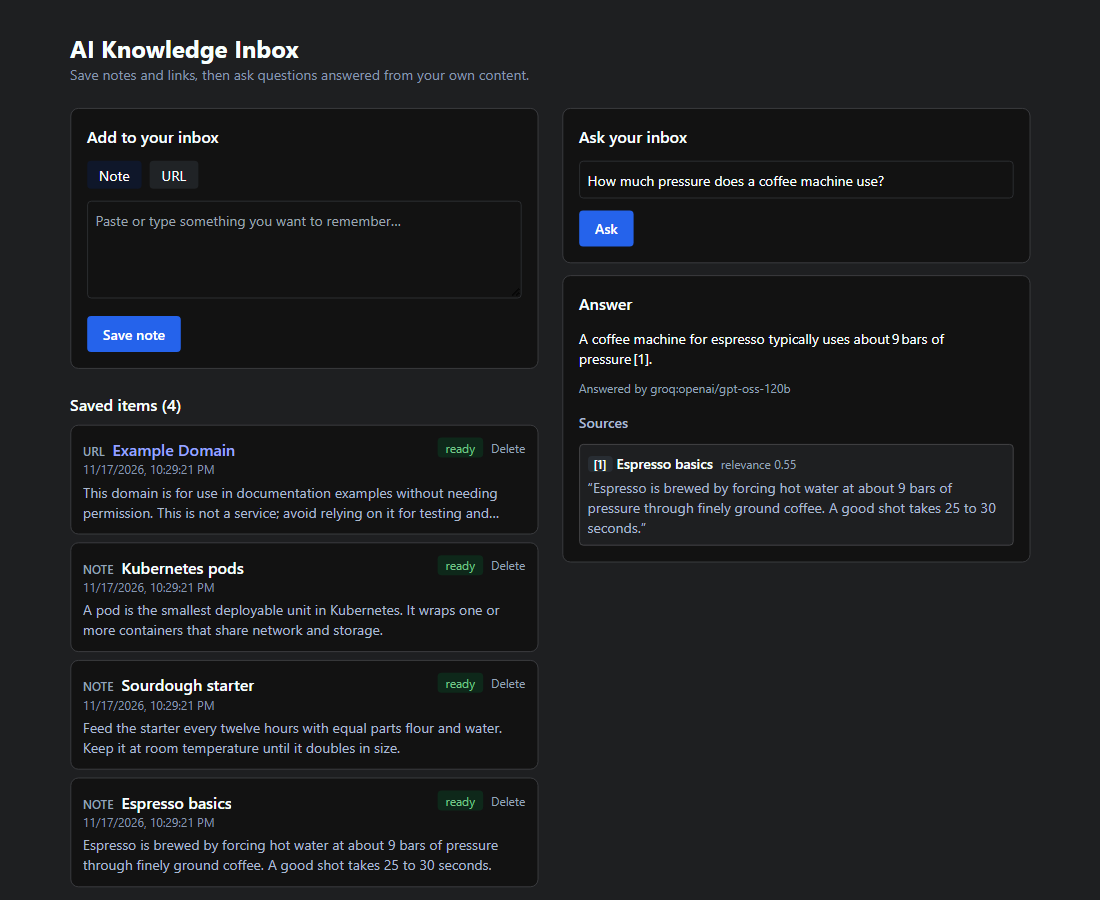 AI Knowledge Inbox
Save notes and links, then ask questions answered from your own content.
Add to your inbox
Note
URL
Paste or type something you want to remember...
Save note
Saved items (4)
URL Example Domain
ready
Delete
11/17/2026, 10:29:21 PM
This domain is for use in documentation examples without needing
permission. This is not a service; avoid relying on it for testing and...
NOTE Kubernetes pods
ready
Delete
11/17/2026, 10:29:21 PM
A pod is the smallest deployable unit in Kubernetes. It wraps one or
more containers that share network and storage.
NOTE Sourdough starter
ready
Delete
11/17/2026, 10:29:21 PM
Feed the starter every twelve hours with equal parts flour and water.
Keep it at room temperature until it doubles in size.
NOTE Espresso basics
ready
Delete
11/17/2026, 10:29:21 PM
Espresso is brewed by forcing hot water at about 9 bars of pressure
through finely ground coffee. A good shot takes 25 to 30 seconds.
Ask your inbox
How much pressure does a coffee machine use?
Ask
Answer
A coffee machine for espresso typically uses about 9 bars of
pressure [1].
Answered by groq:openai/gpt-oss-120b
Sources
[1] Espresso basics relevance 0.55
“Espresso is brewed by forcing hot water at about 9 bars of
pressure through finely ground coffee. A good shot takes 25 to 30
seconds.”